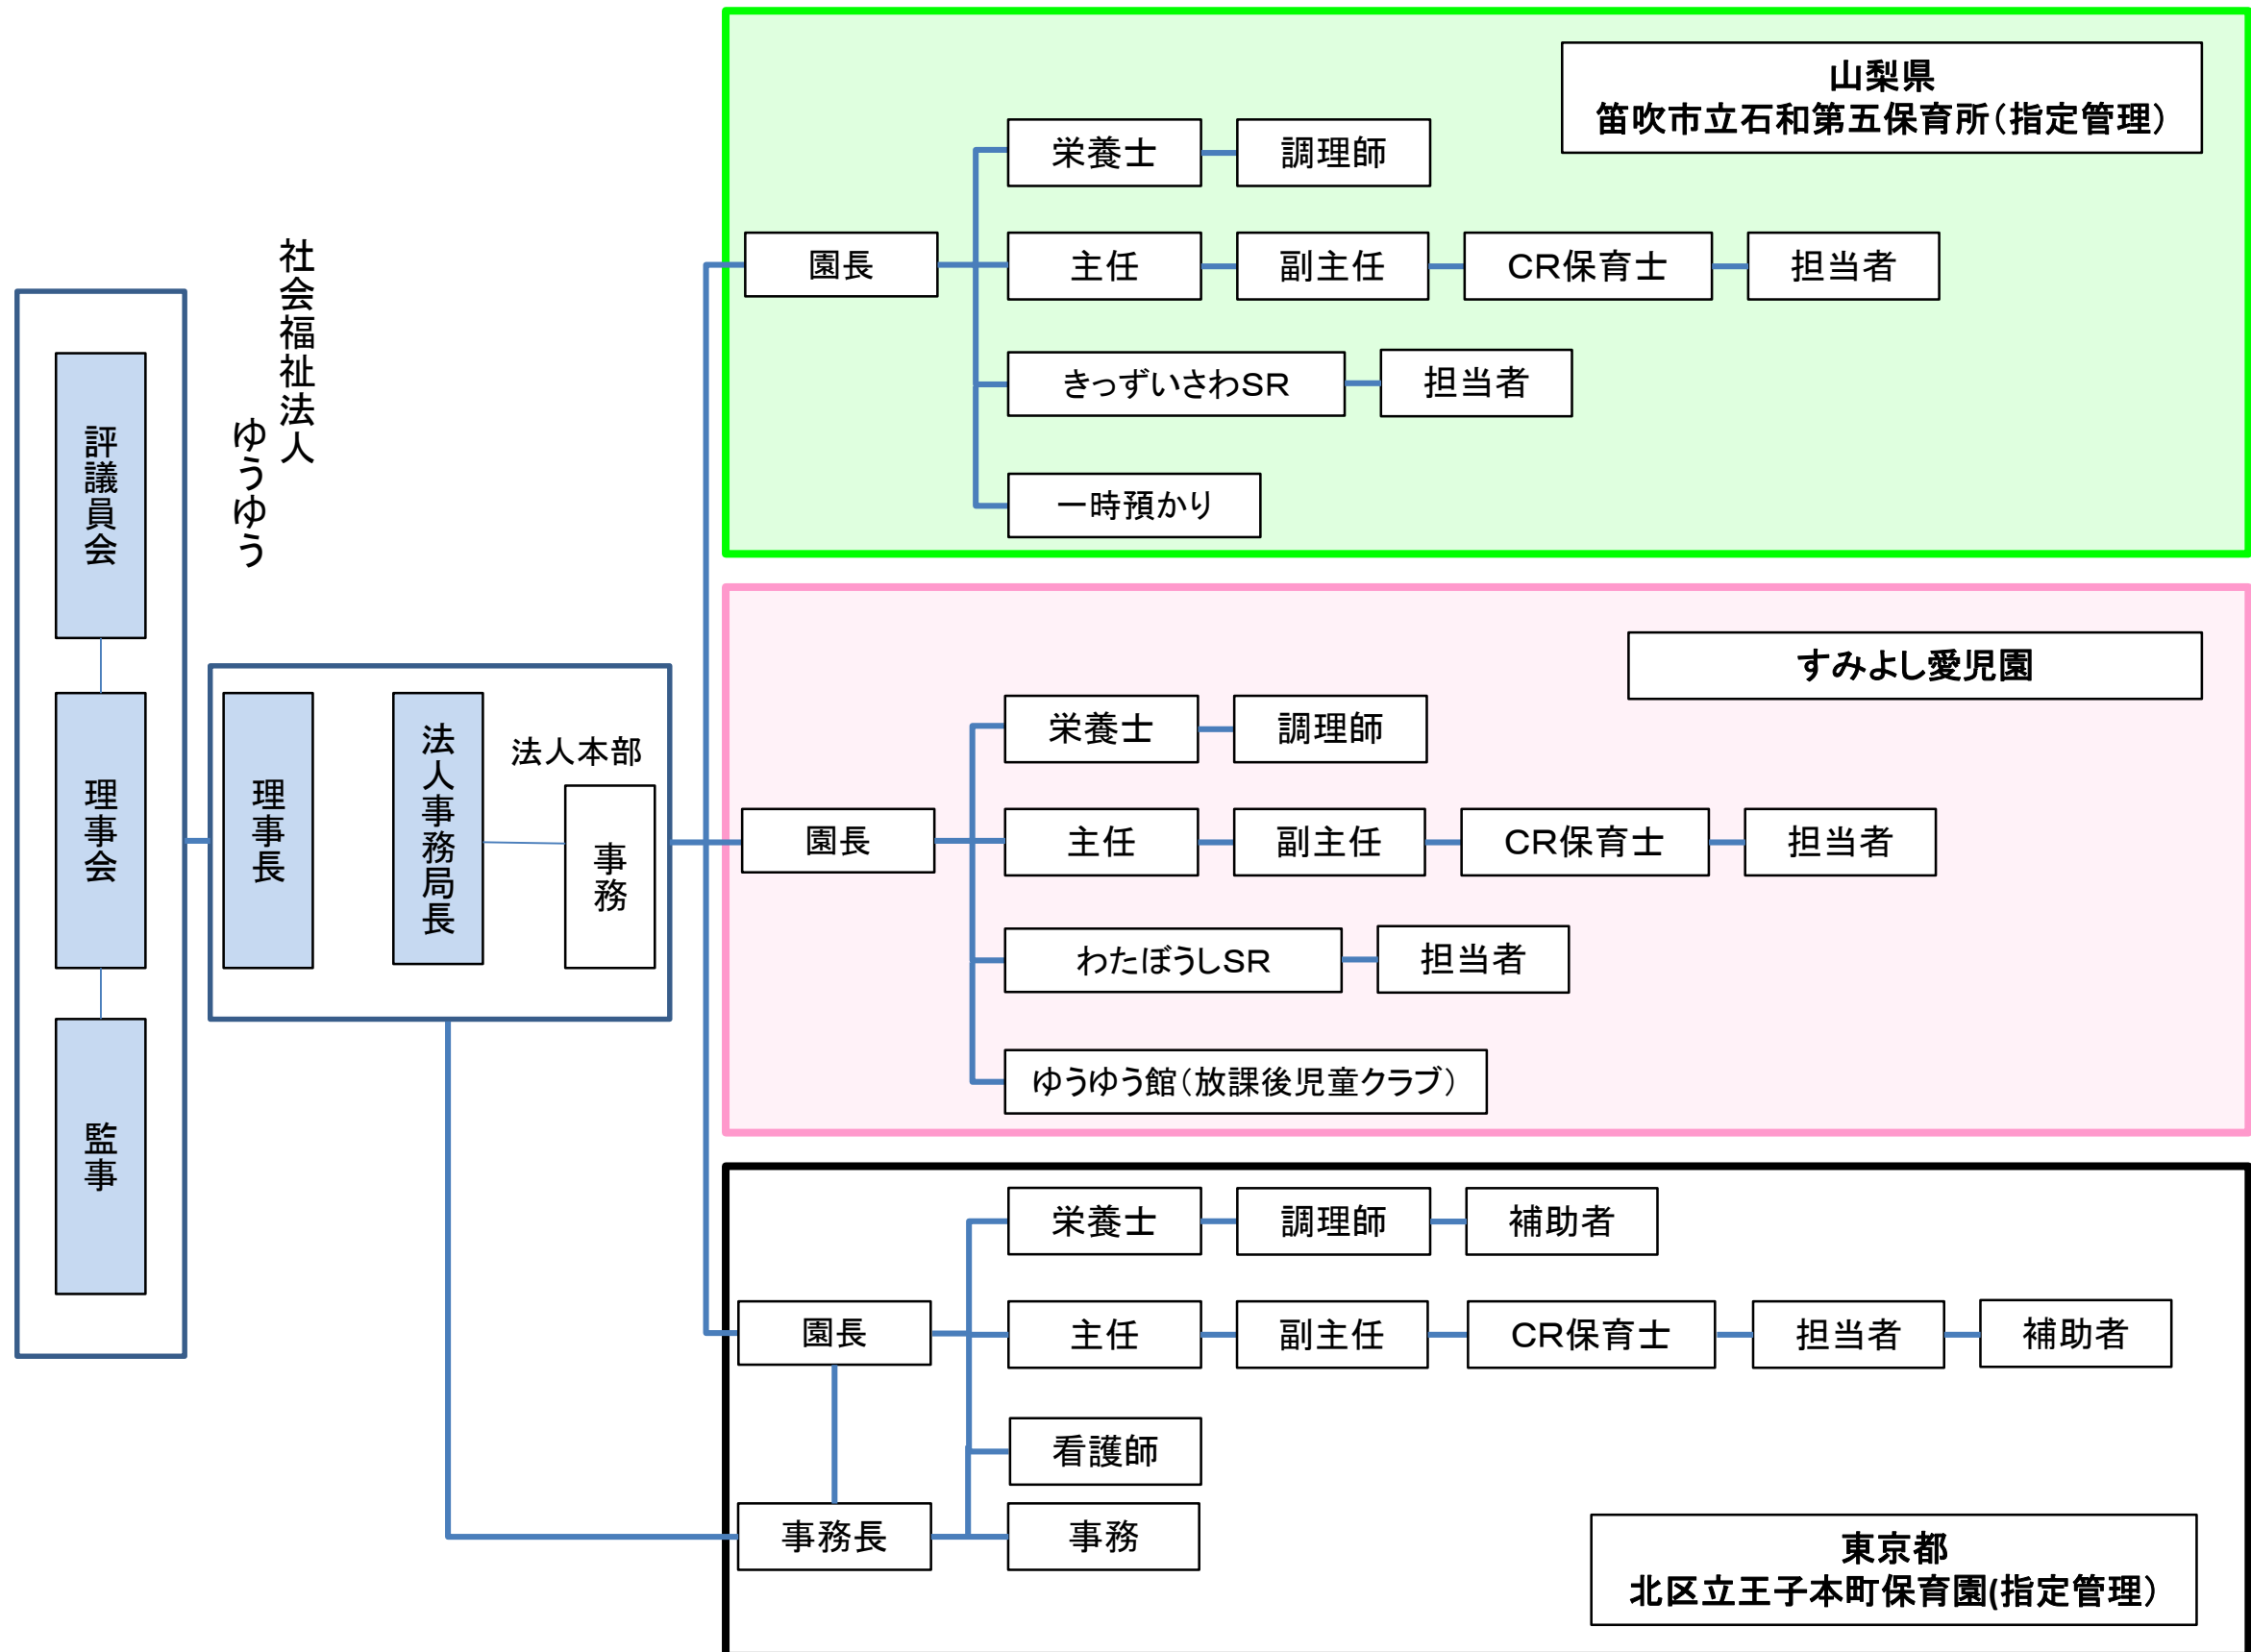 社会福祉法人
ゆうゆう
評議員会
理事会
監事
理事長
法人事務局長
法人本部
事務
山梨県
笛吹市立石和第五保育所（指定管理）
園長
栄養士
調理師
主任
副主任
CR保育士
担当者
きっずいさわSR
担当者
一時預かり
すみよし愛児園
園長
栄養士
調理師
主任
副主任
CR保育士
担当者
わたぼうしSR
担当者
ゆうゆう館（放課後児童クラブ）
園長
栄養士
調理師
補助者
主任
副主任
CR保育士
担当者
補助者
看護師
事務長
事務
東京都
北区立王子本町保育園(指定管理）